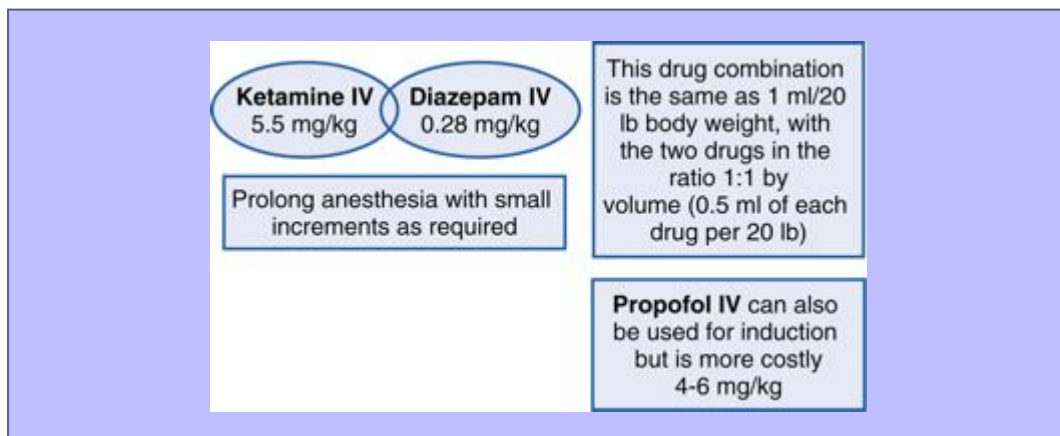 Ketamine IV
5.5 mg/kg
Diazepam IV
0.28 mg/kg
Prolong anesthesia with small
increments as required
This drug combination
is the same as 1 ml/20
lb body weight, with
the two drugs in the
ratio 1:1 by
volume (0.5 ml of each
drug per 20 lb)
Propofol IV can also
be used for induction
but is more costly
4-6 mg/kg